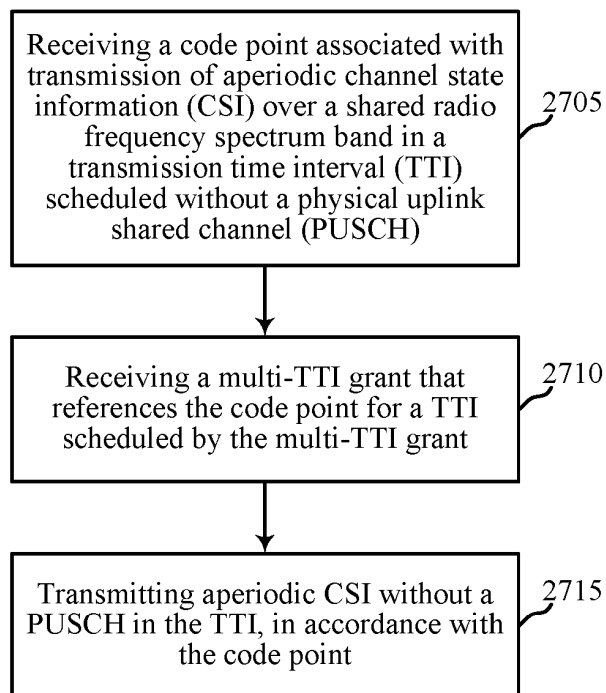 Receiving a code point associated with
transmission of aperiodic channel state
information (CSI) over a shared radio
frequency spectrum band in a
transmission time interval (TTI)
scheduled without a physical uplink
shared channel (PUSCH)
2705
Receiving a multi-TTI grant that
references the code point for a TTI
scheduled by the multi-TTI grant
2710
Transmitting aperiodic CSI without a
PUSCH in the TTI, in accordance with
the code point
2715